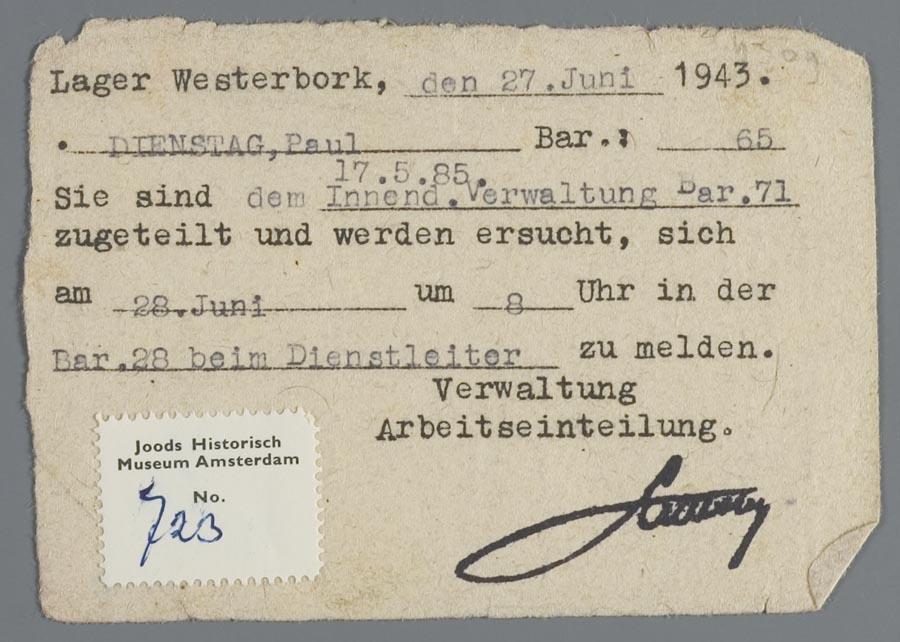 Lager Westerbork, den 27.Juni 1943.
DIENSTAG,Paul Bar.: 65
17.5.85.
Sie sind dem Innend.Verwaltung Bar.71
zugeteilt und werden ersucht, sich
am 28.Juni um 8 Uhr in der
Bar.28 beim Dienstleiter zu melden.
Verwaltung
Arbeitseinteilung.
Joods Historisch
Museum Amsterdam
No.
723